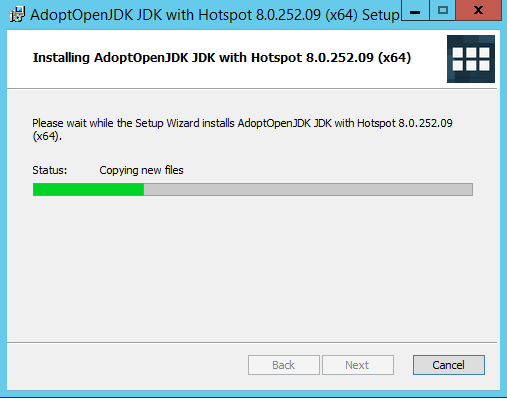 AdoptOpenJDK JDK with Hotspot 8.0.252.09 (x64) Setup
Installing AdoptOpenJDK JDK with Hotspot 8.0.252.09 (x64)
Please wait while the Setup Wizard installs AdoptOpenJDK JDK with Hotspot 8.0.252.09
(x64).
Status: Copying new files
Back Next Cancel